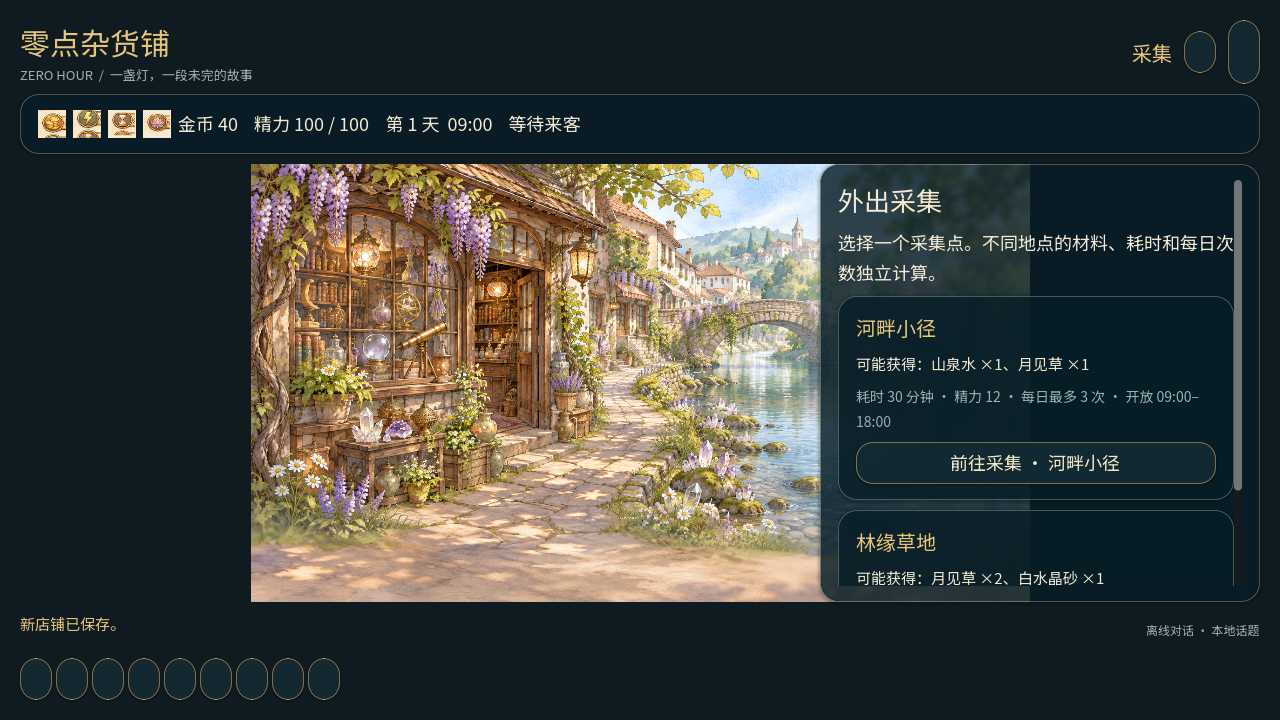 零点杂货铺
ZERO HOUR / 一盏灯，一段未完的故事
采集
金币 40 精力 100 / 100 第 1 天 09:00 等待来客
外出采集
选择一个采集点。不同地点的材料、耗时和每日次
数独立计算。
河畔小径
可能获得：山泉水 ×1、月见草 ×1
耗时 30 分钟 · 精力 12 · 每日最多 3 次 · 开放 09:00–
18:00
前往采集 · 河畔小径
林缘草地
可能获得：月见草 ×2、白水晶砂 ×1
新店铺已保存。
离线对话 · 本地话题